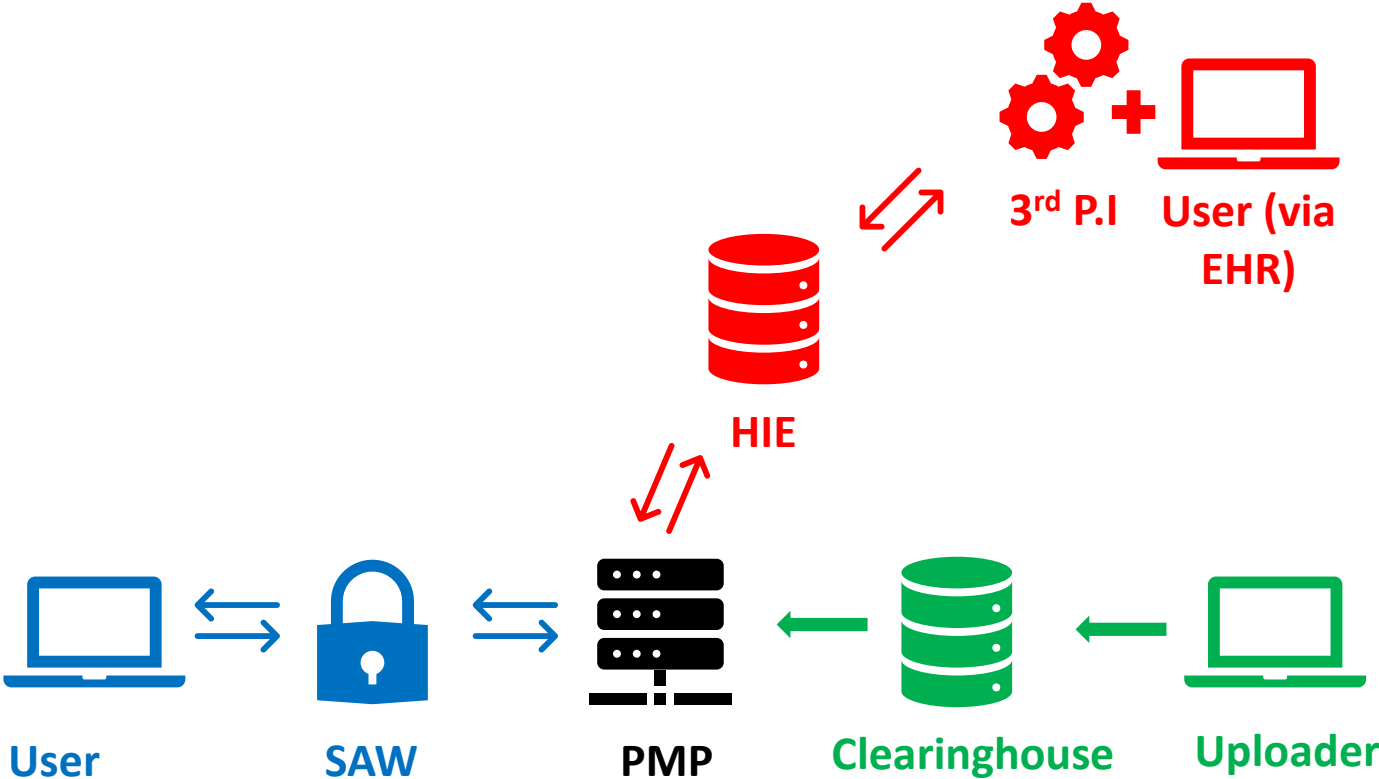 3rd P.I
User (via
EHR)
HIE
User
SAW
PMP
Clearinghouse
Uploader